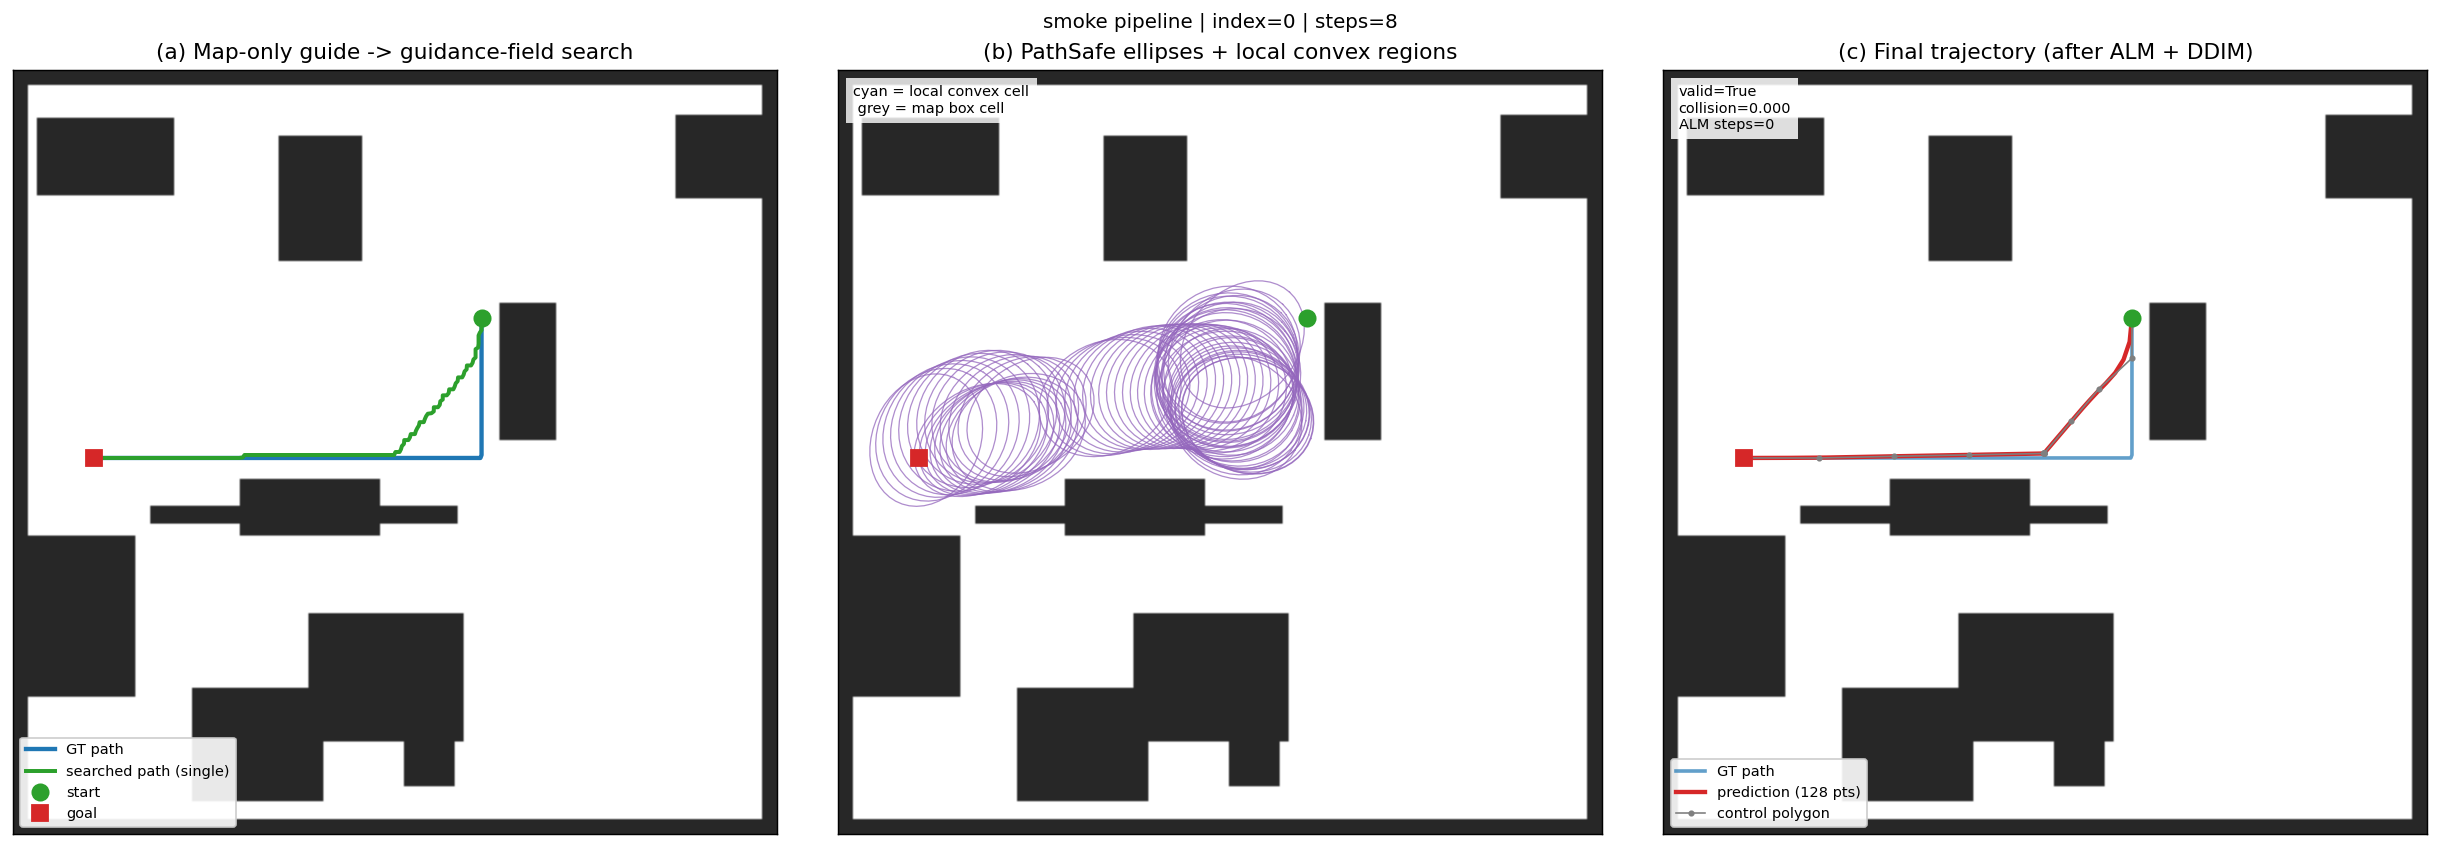 smoke pipeline | index=0 | steps=8
(a) Map-only guide -> guidance-field search
GT path
searched path (single)
start
goal
(b) PathSafe ellipses + local convex regions
cyan = local convex cell
grey = map box cell
(c) Final trajectory (after ALM + DDIM)
valid=True
collision=0.000
ALM steps=0
GT path
prediction (128 pts)
control polygon